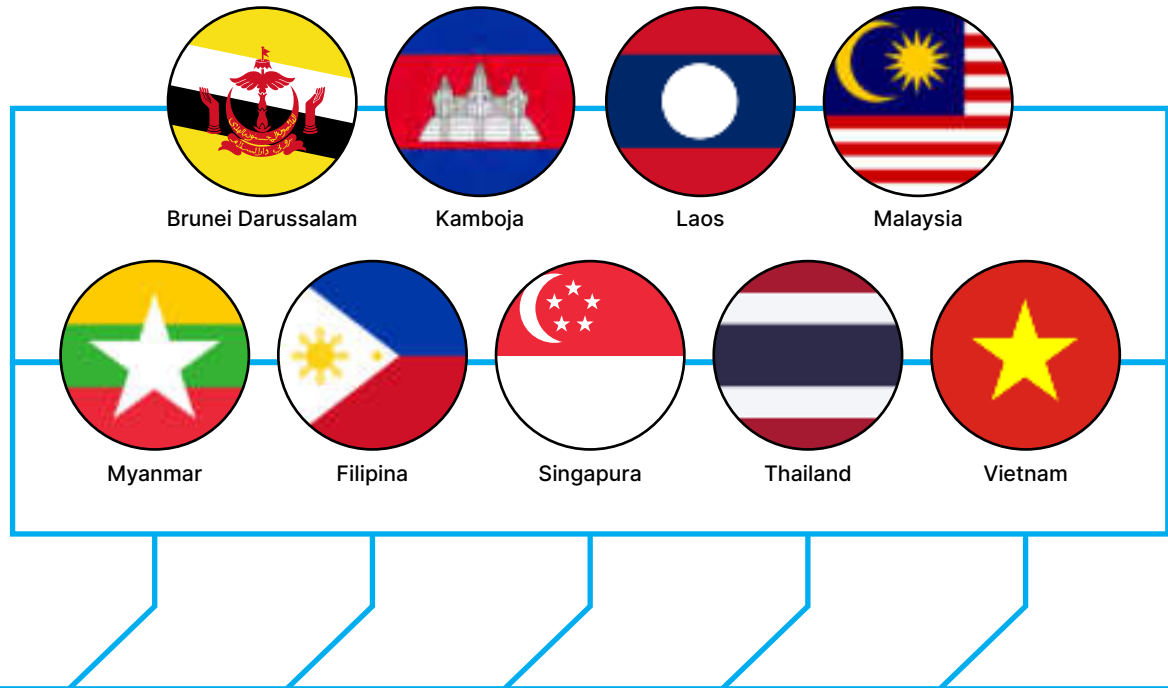 Brunei Darussalam
Kamboja
Laos
Malaysia
Myanmar
Filipina
Singapura
Thailand
Vietnam